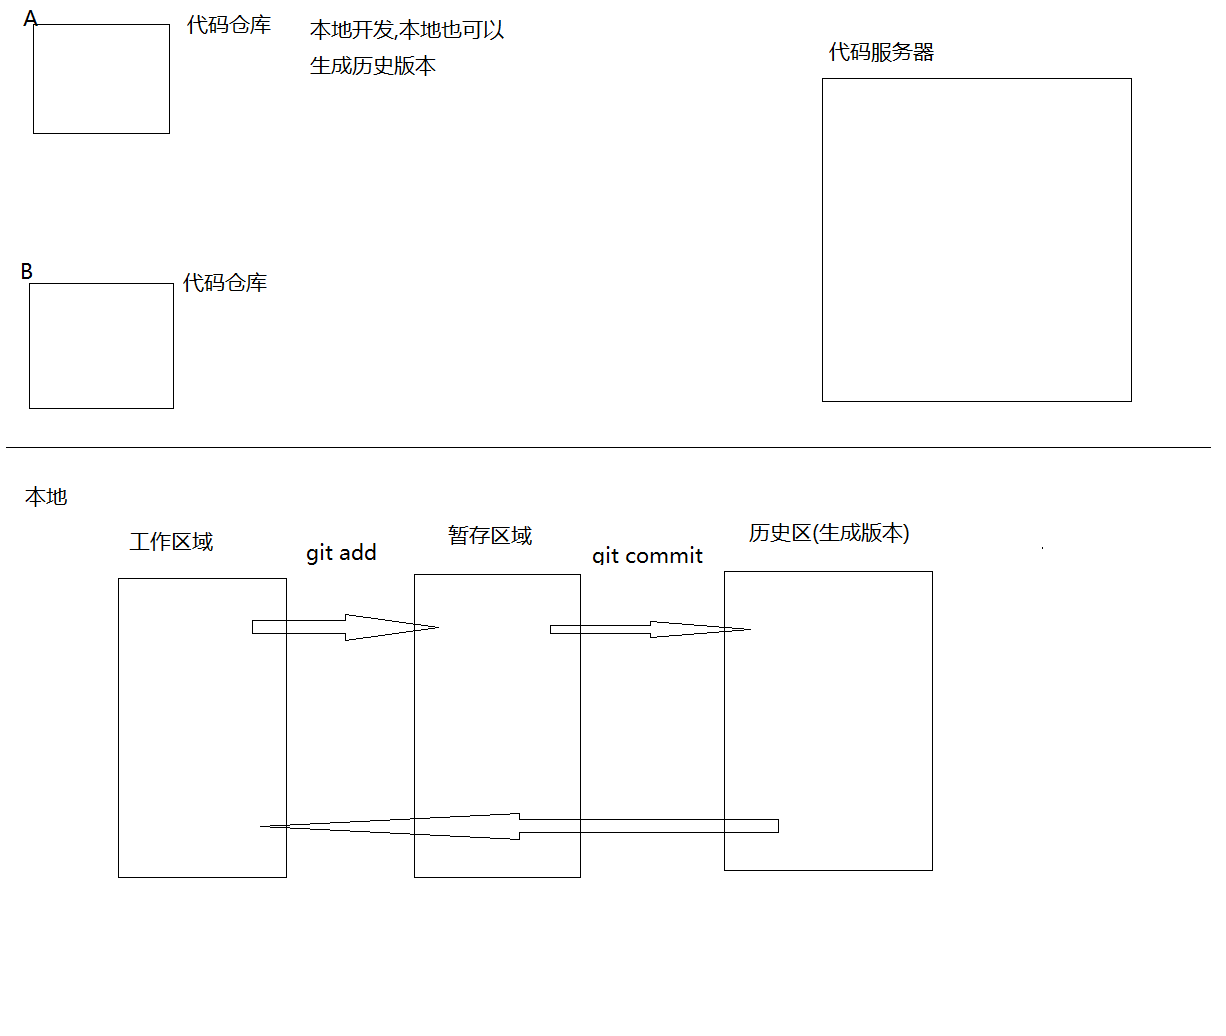 A
代码仓库
本地开发,本地也可以
生成历史版本
代码服务器
B
代码仓库
本地
工作区域
git add
暂存区域
git commit
历史区(生成版本)